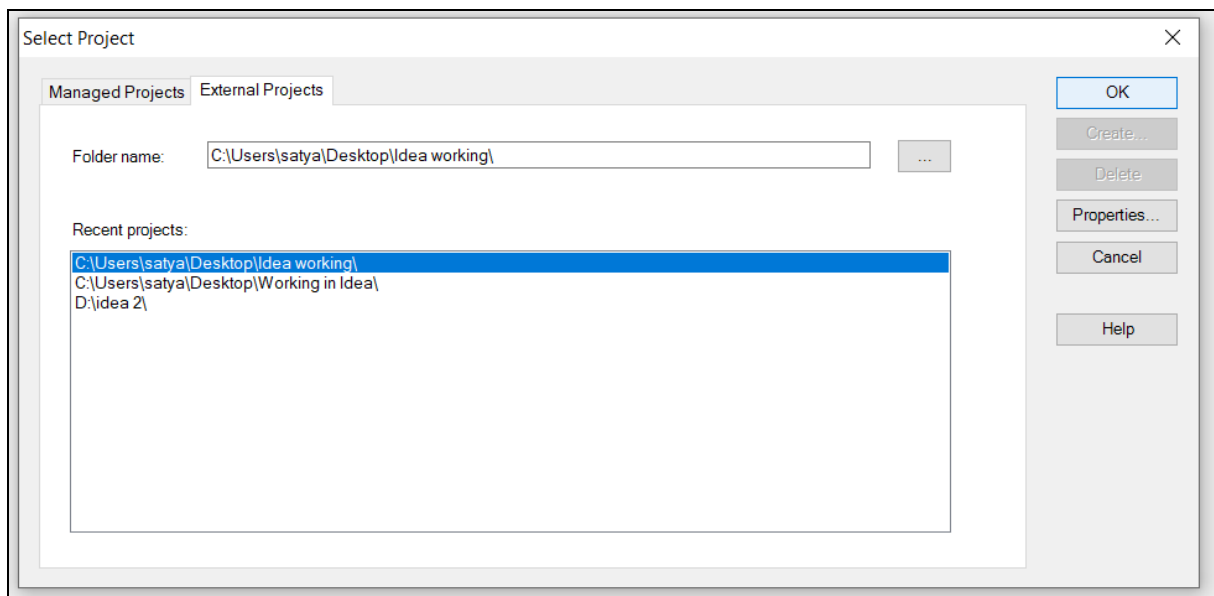 Select Project
Managed Projects External Projects
OK
Create...
Folder name: C:\Users\satya\Desktop\Idea working\ ...
Delete
Properties...
Recent projects:
Cancel
C:\Users\satya\Desktop\Idea working\
C:\Users\satya\Desktop\Working in Idea\
D:\idea 2\
Help